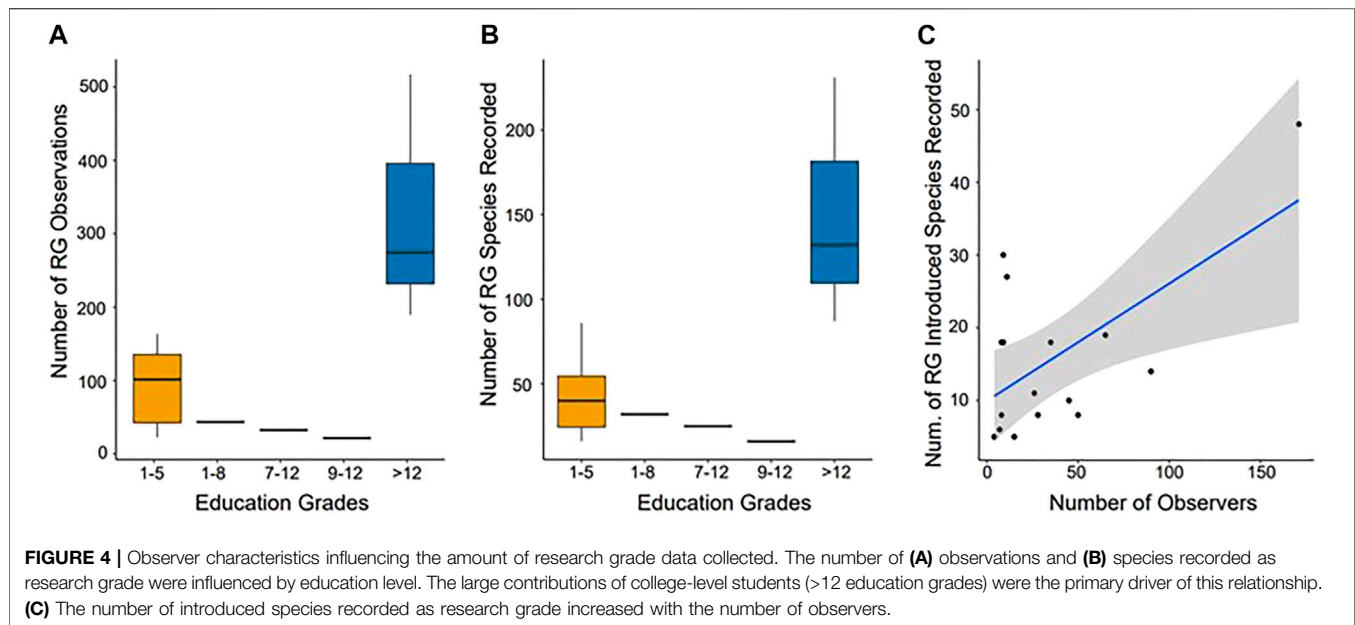 A
Number of RG Observations
500
400
300
200
100
0
1-5 1-8 7-12 9-12 >12
Education Grades
B
Number of RG Species Recorded
200
150
100
50
1-5 1-8 7-12 9-12 >12
Education Grades
C
Num. of RG Introduced Species Recorded
50
40
30
20
10
0 50 100 150
Number of Observers
FIGURE 4 | Observer characteristics influencing the amount of research grade data collected. The number of (A) observations and (B) species recorded as
research grade were influenced by education level. The large contributions of college-level students (>12 education grades) were the primary driver of this relationship.
(C) The number of introduced species recorded as research grade increased with the number of observers.